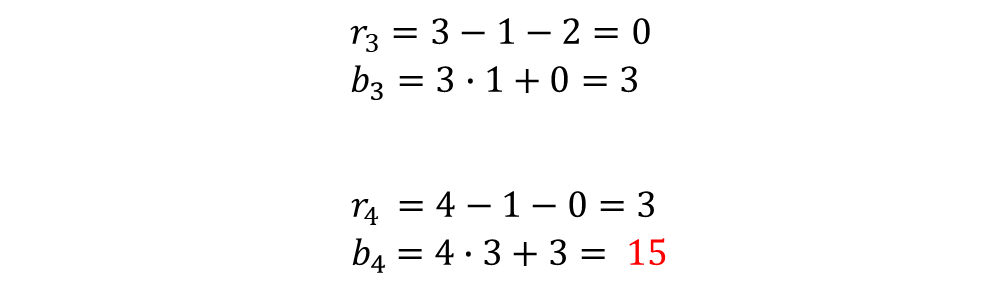 r₃ = 3 − 1 − 2 = 0
b₃ = 3 · 1 + 0 = 3
r₄ = 4 − 1 − 0 = 3
b₄ = 4 · 3 + 3 = 15